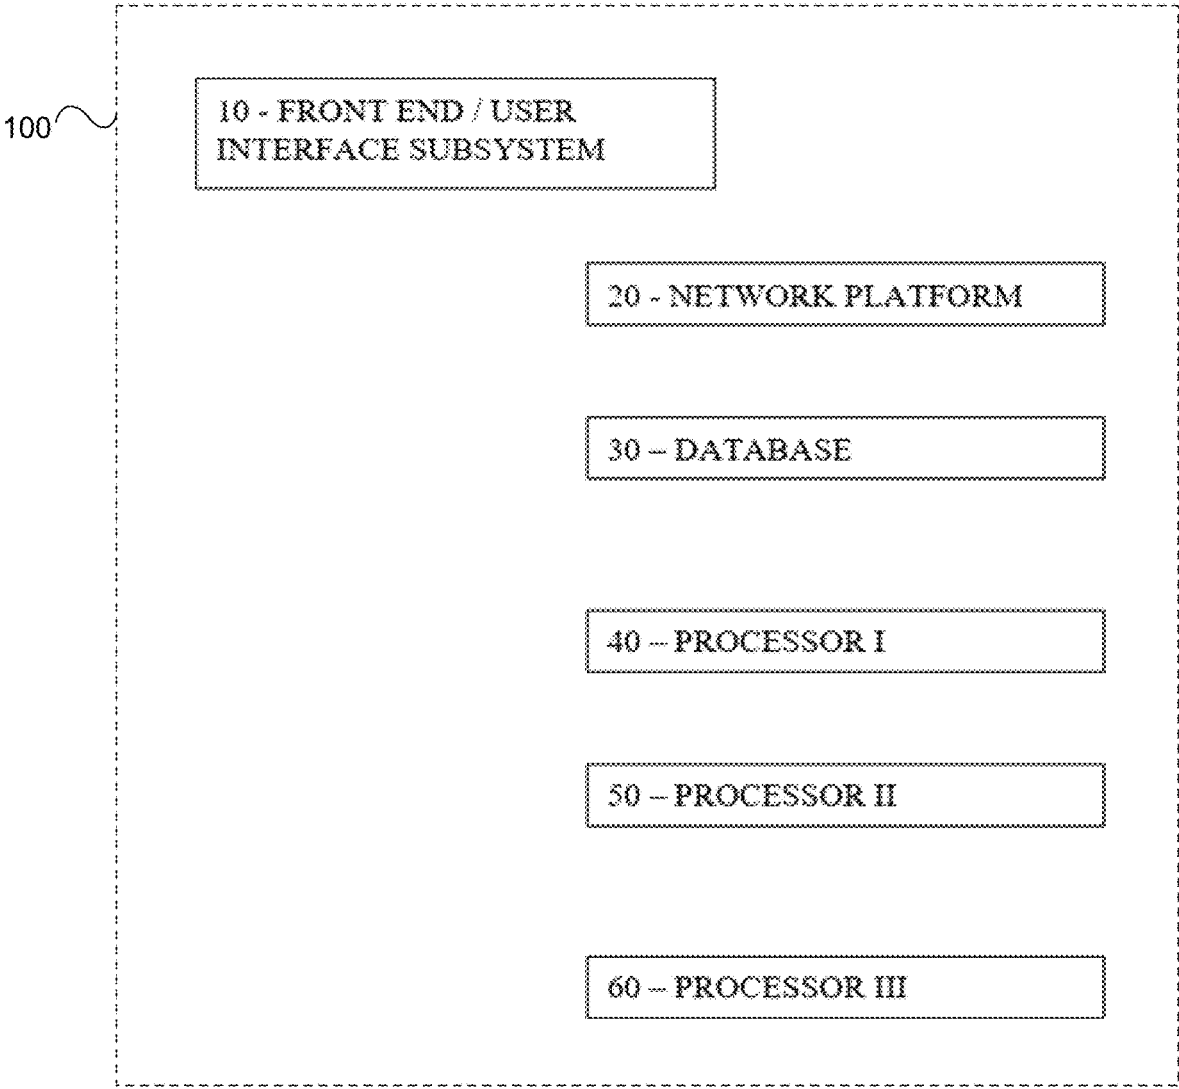 10 - FRONT END / USER
INTERFACE SUBSYSTEM
100
20 - NETWORK PLATFORM
30 – DATABASE
40 – PROCESSOR I
50 – PROCESSOR II
60 – PROCESSOR III